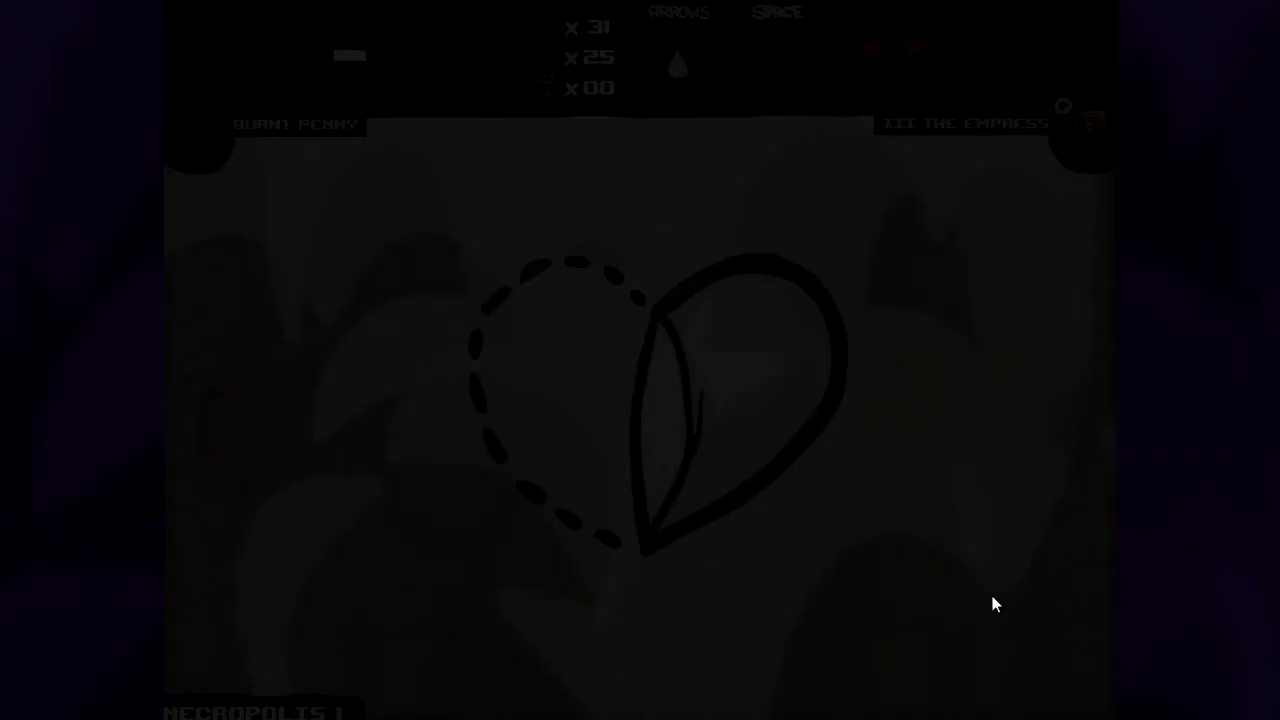 ARROWS SPACE
x 31
x 25
x 00
Q
BURNT PENNY
III THE EMPRESS
NECROPOLIS I